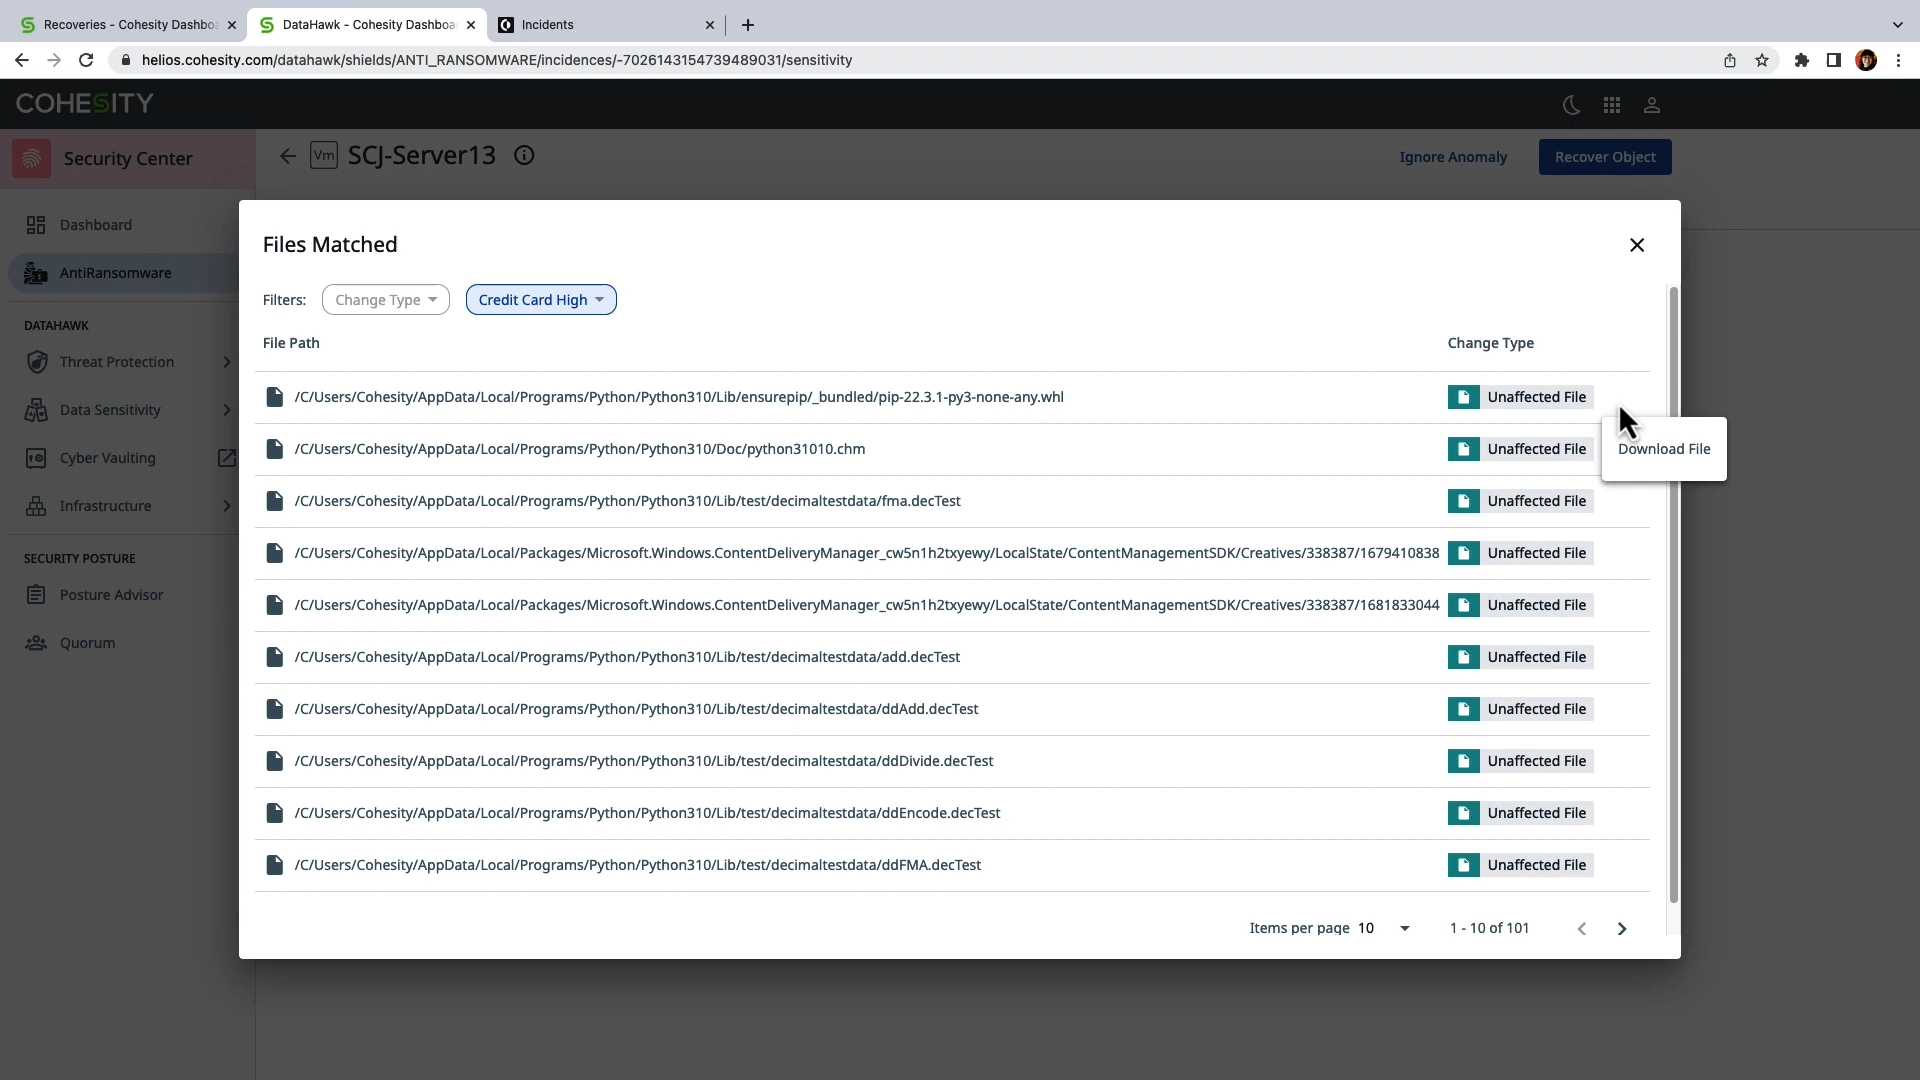 Recoveries - Cohesity Dashbo
DataHawk - Cohesity Dashboa
Incidents
helios.cohesity.com/datahawk/shields/ANTI_RANSOMWARE/incidences/-7026143154739489031/sensitivity
COHESITY
Security Center
Vm SCJ-Server13
Ignore Anomaly
Recover Object
Dashboard
AntiRansomware
DATAHAWK
Threat Protection
Data Sensitivity
Cyber Vaulting
Infrastructure
SECURITY POSTURE
Posture Advisor
Quorum
Files Matched
Filters: Change Type Credit Card High
File Path Change Type
/C/Users/Cohesity/AppData/Local/Programs/Python/Python310/Lib/ensurepip/_bundled/pip-22.3.1-py3-none-any.whl Unaffected File
Download File
/C/Users/Cohesity/AppData/Local/Programs/Python/Python310/Doc/python31010.chm Unaffected File
/C/Users/Cohesity/AppData/Local/Programs/Python/Python310/Lib/test/decimaltestdata/fma.decTest Unaffected File
/C/Users/Cohesity/AppData/Local/Packages/Microsoft.Windows.ContentDeliveryManager_cw5n1h2txyewy/LocalState/ContentManagementSDK/Creatives/338387/1679410838 Unaffected File
/C/Users/Cohesity/AppData/Local/Packages/Microsoft.Windows.ContentDeliveryManager_cw5n1h2txyewy/LocalState/ContentManagementSDK/Creatives/338387/1681833044 Unaffected File
/C/Users/Cohesity/AppData/Local/Programs/Python/Python310/Lib/test/decimaltestdata/add.decTest Unaffected File
/C/Users/Cohesity/AppData/Local/Programs/Python/Python310/Lib/test/decimaltestdata/ddAdd.decTest Unaffected File
/C/Users/Cohesity/AppData/Local/Programs/Python/Python310/Lib/test/decimaltestdata/ddDivide.decTest Unaffected File
/C/Users/Cohesity/AppData/Local/Programs/Python/Python310/Lib/test/decimaltestdata/ddEncode.decTest Unaffected File
/C/Users/Cohesity/AppData/Local/Programs/Python/Python310/Lib/test/decimaltestdata/ddFMA.decTest Unaffected File
Items per page 10 1 - 10 of 101